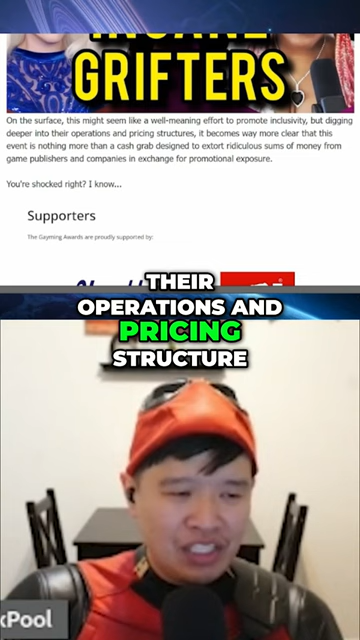 GRIFTERS
On the surface, this might seem like a well-meaning effort to promote inclusivity, but digging
deeper into their operations and pricing structures, it becomes way more clear that this
event is nothing more than a cash grab designed to extort ridiculous sums of money from
game publishers and companies in exchange for promotional exposure.
You're shocked right? I know...
Supporters
The Gayming Awards are proudly supported by:
THEIR
OPERATIONS AND
PRICING
STRUCTURE
xPool